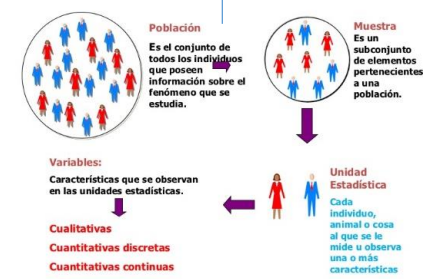 Población
Es el conjunto de
todos los individuos
que poseen
información sobre el
fenómeno que se
estudia.
Muestra
Es un
subconjunto
de elementos
pertenecientes
a una
población.
Variables:
Características que se observan
en las unidades estadísticas.
Cualitativas
Cuantitativas discretas
Cuantitativas continuas
Unidad
Estadística
Cada
individuo,
animal o cosa
al que se le
mide u observa
una o más
características